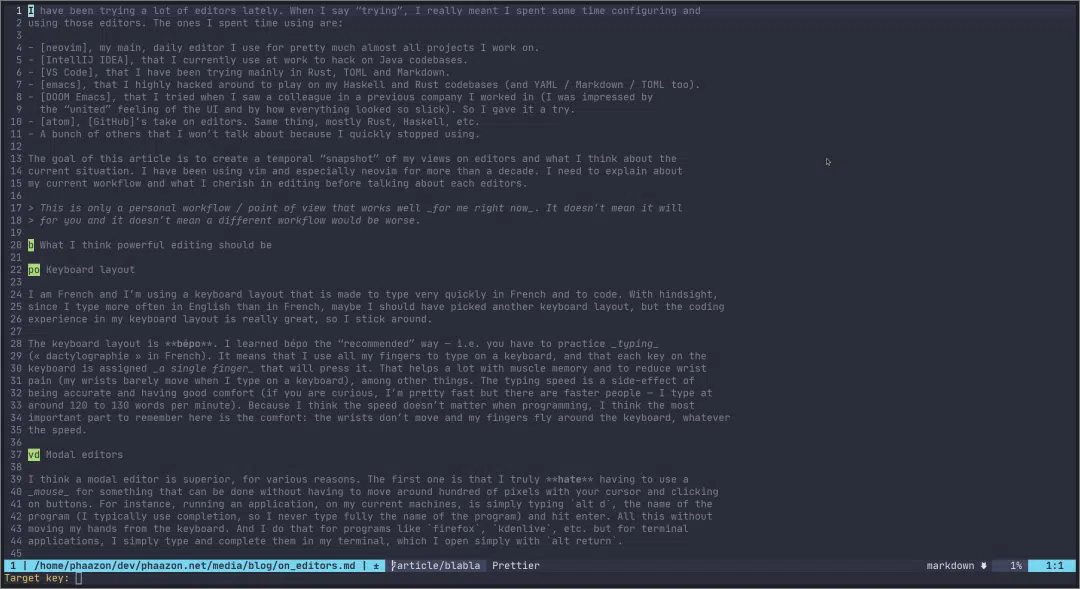 1 I have been trying a lot of editors lately. When I say “trying”, I really meant I spent some time configuring and
2 using those editors. The ones I spent time using are:
3
4 - [neovim], my main, daily editor I use for pretty much almost all projects I work on.
5 - [IntellIJ IDEA], that I currently use at work to hack on Java codebases.
6 - [VS Code], that I have been trying mainly in Rust, TOML and Markdown.
7 - [emacs], that I highly hacked around to play on my Haskell and Rust codebases (and YAML / Markdown / TOML too).
8 - [DOOM Emacs], that I tried when I saw a colleague in a previous company I worked in (I was impressed by
9 the “united” feeling of the UI and by how everything looked so slick). So I gave it a try.
10 - [atom], [GitHub]’s take on editors. Same thing, mostly Rust, Haskell, etc.
11 - A bunch of others that I won’t talk about because I quickly stopped using.
12
13 The goal of this article is to create a temporal “snapshot” of my views on editors and what I think about the
14 current situation. I have been using vim and especially neovim for more than a decade. I need to explain about
15 my current workflow and what I cherish in editing before talking about each editors.
16
17 > This is only a personal workflow / point of view that works well _for me right now_. It doesn’t mean it will
18 > for you and it doesn’t mean a different workflow would be worse.
19
20 b What I think powerful editing should be
21
22 po Keyboard layout
23
24 I am French and I’m using a keyboard layout that is made to type very quickly in French and to code. With hindsight,
25 since I type more often in English than in French, maybe I should have picked another keyboard layout, but the coding
26 experience in my keyboard layout is really great, so I stick around.
27
28 The keyboard layout is **bépo**. I learned bépo the “recommended” way — i.e. you have to practice _typing_
29 (« dactylographie » in French). It means that I use all my fingers to type on a keyboard, and that each key on the
30 keyboard is assigned _a single finger_ that will press it. That helps a lot with muscle memory and to reduce wrist
31 pain (my wrists barely move when I type on a keyboard), among other things. The typing speed is a side-effect of
32 being accurate and having good comfort (if you are curious, I’m pretty fast but there are faster people — I type at
33 around 120 to 130 words per minute). Because I think the speed doesn’t matter when programming, I think the most
34 important part to remember here is the comfort: the wrists don’t move and my fingers fly around the keyboard, whatever
35 the speed.
36
37 vd Modal editors
38
39 I think a modal editor is superior, for various reasons. The first one is that I truly **hate** having to use a
40 _mouse_ for something that can be done without having to move around hundred of pixels with your cursor and clicking
41 on buttons. For instance, running an application, on my current machines, is simply typing `alt d`, the name of the
42 program (I typically use completion, so I never type fully the name of the program) and hit enter. All this without
43 moving my hands from the keyboard. And I do that for programs like `firefox`, `kdenlive`, etc. but for terminal
44 applications, I simply type and complete them in my terminal, which I open simply with `alt return`.
45
1 | /home/phaazon/dev/phaazon.net/media/blog/on_editors.md | ± article/blabla Prettier markdown 1% 1:1
Target key: